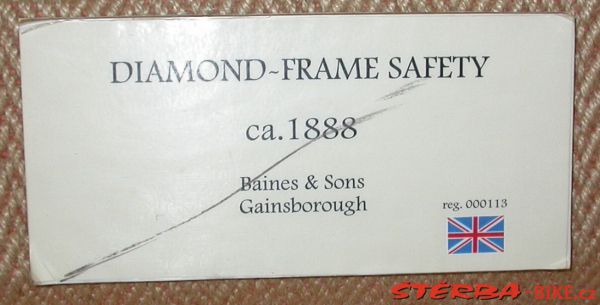 DIAMOND~FRAME SAFETY
ca.1888
Baines & Sons
Gainsborough
reg. 000113
STERBA-BIKE.cz